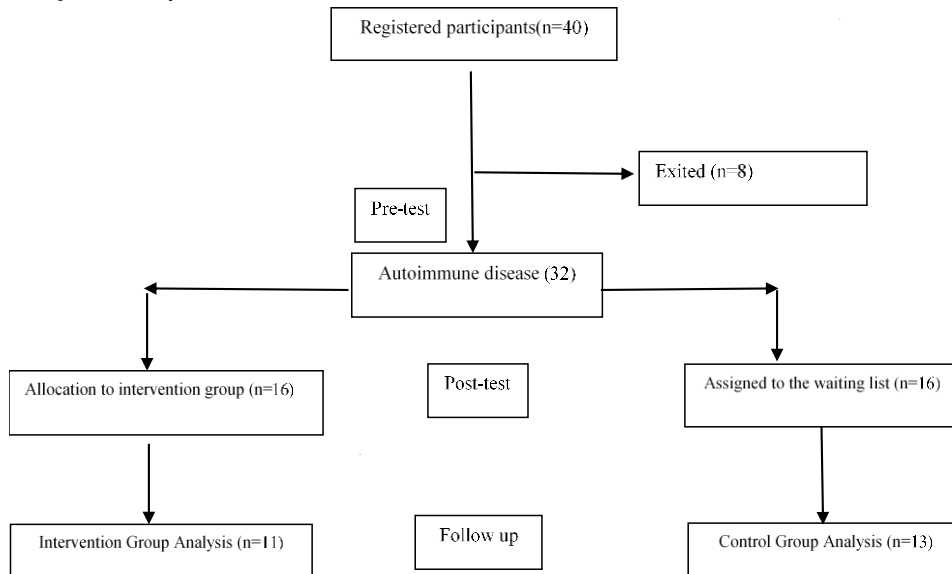 Registered participants(n=40)
Exited (n=8)
Pre-test
Autoimmune disease (32)
Allocation to intervention group (n=16)
Post-test
Assigned to the waiting list (n=16)
Intervention Group Analysis (n=11)
Follow up
Control Group Analysis (n=13)